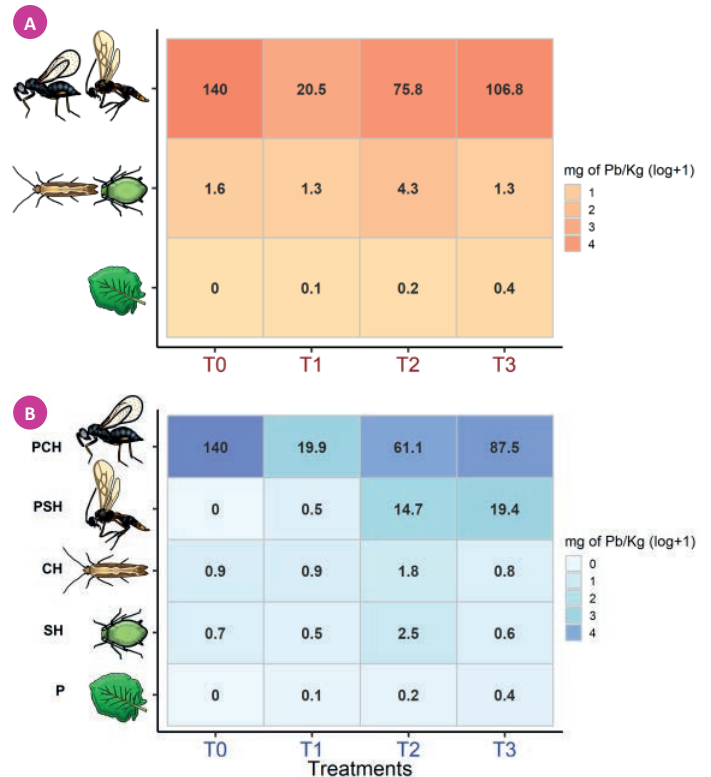 A
140 20.5 75.8 106.8
mg of Pb/Kg (log+1)
1
1.6 1.3 4.3 1.3
2
3
4
0 0.1 0.2 0.4
T0 T1 T2 T3
B
PCH 140 19.9 61.1 87.5
PSH 0 0.5 14.7 19.4
mg of Pb/Kg (log+1)
0
CH 0.9 0.9 1.8 0.8
1
2
3
SH 0.7 0.5 2.5 0.6
4
P 0 0.1 0.2 0.4
T0 T1 T2 T3
Treatments